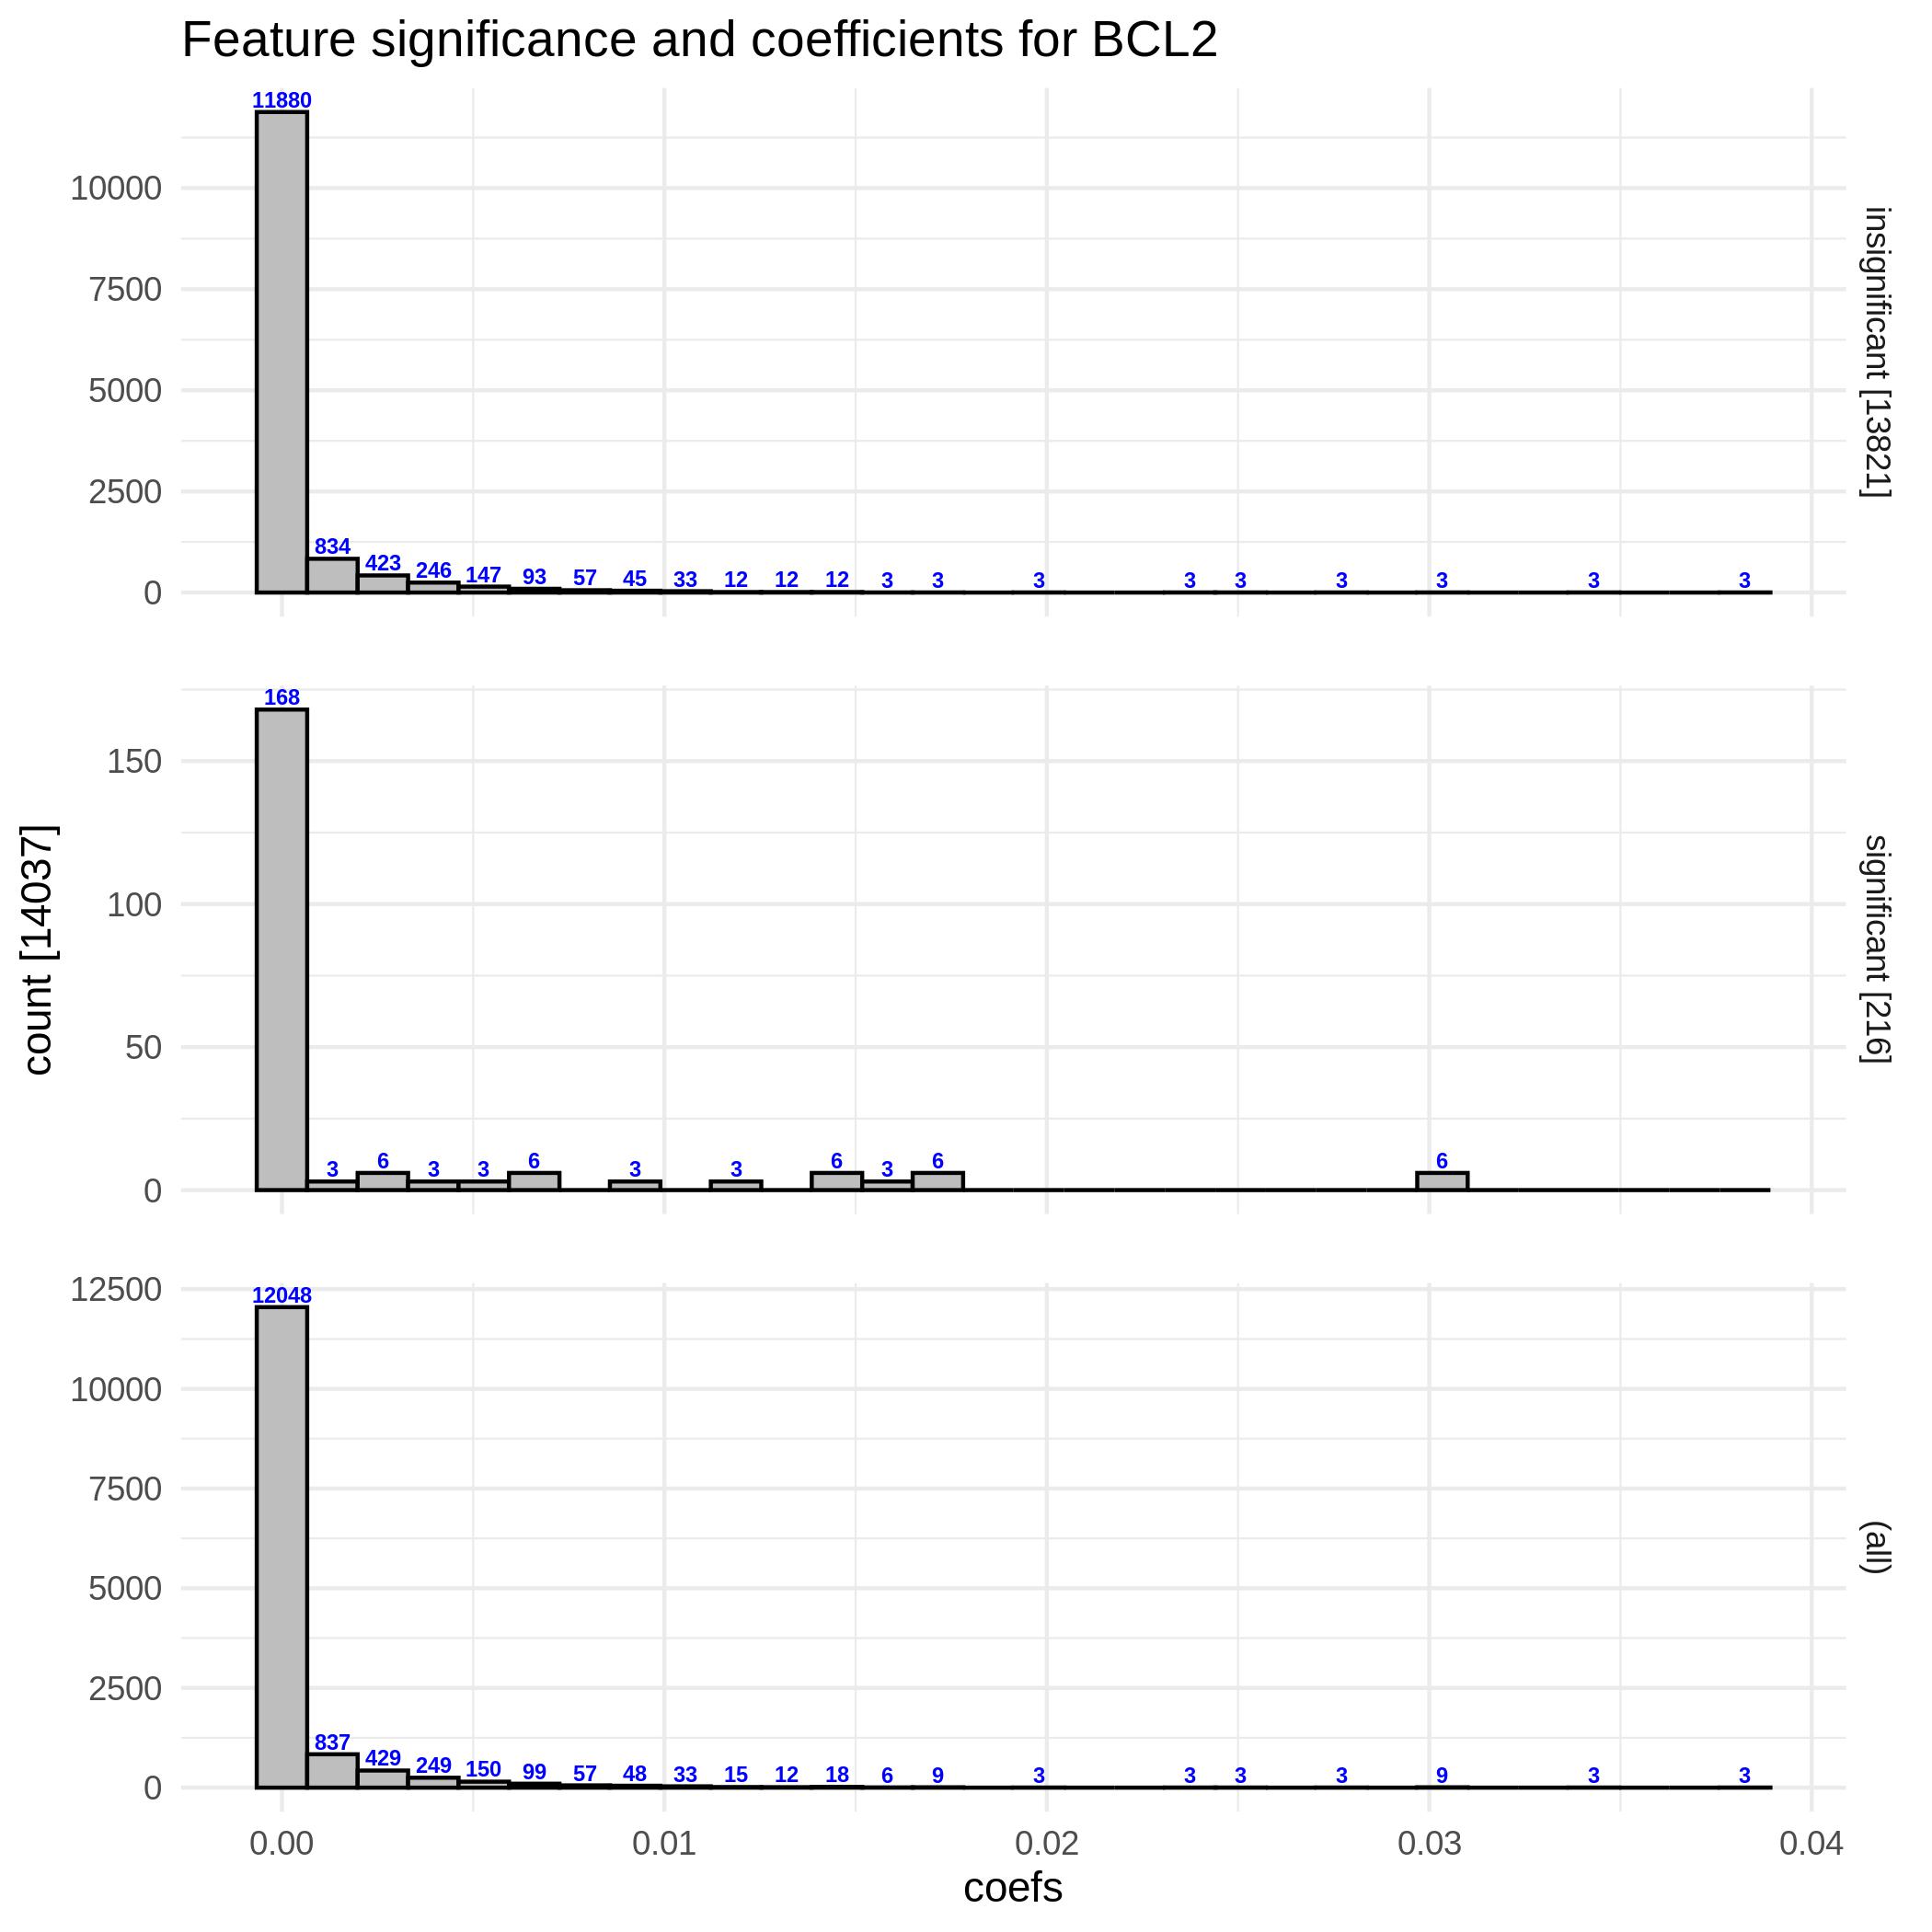 Feature significance and coefficients for BCL2
count [14037]
11880
10000
7500
5000
2500
0
834 423 246 147 93 57 45 33 12 12 12 3 3 3 3 3 3 3 3 3
insignificant [13821]
168
150
100
50
0
3 6 3 3 6 3 3 6 3 6 6
significant [216]
12500
12048
10000
7500
5000
2500
0
837 429 249 150 99 57 48 33 15 12 18 6 9 3 3 3 3 9 3 3
(all)
0.00 0.01 0.02 0.03 0.04
coefs